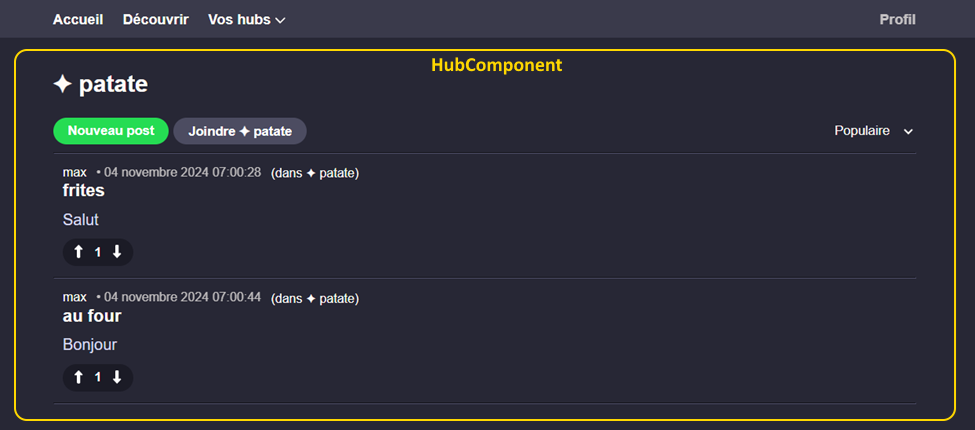 Accueil Découvrir Vos hubs Profil
HubComponent
✦ patate
Nouveau post Joindre ✦ patate Populaire
max • 04 novembre 2024 07:00:28 (dans ✦ patate)
frites
Salut
1
max • 04 novembre 2024 07:00:44 (dans ✦ patate)
au four
Bonjour
1